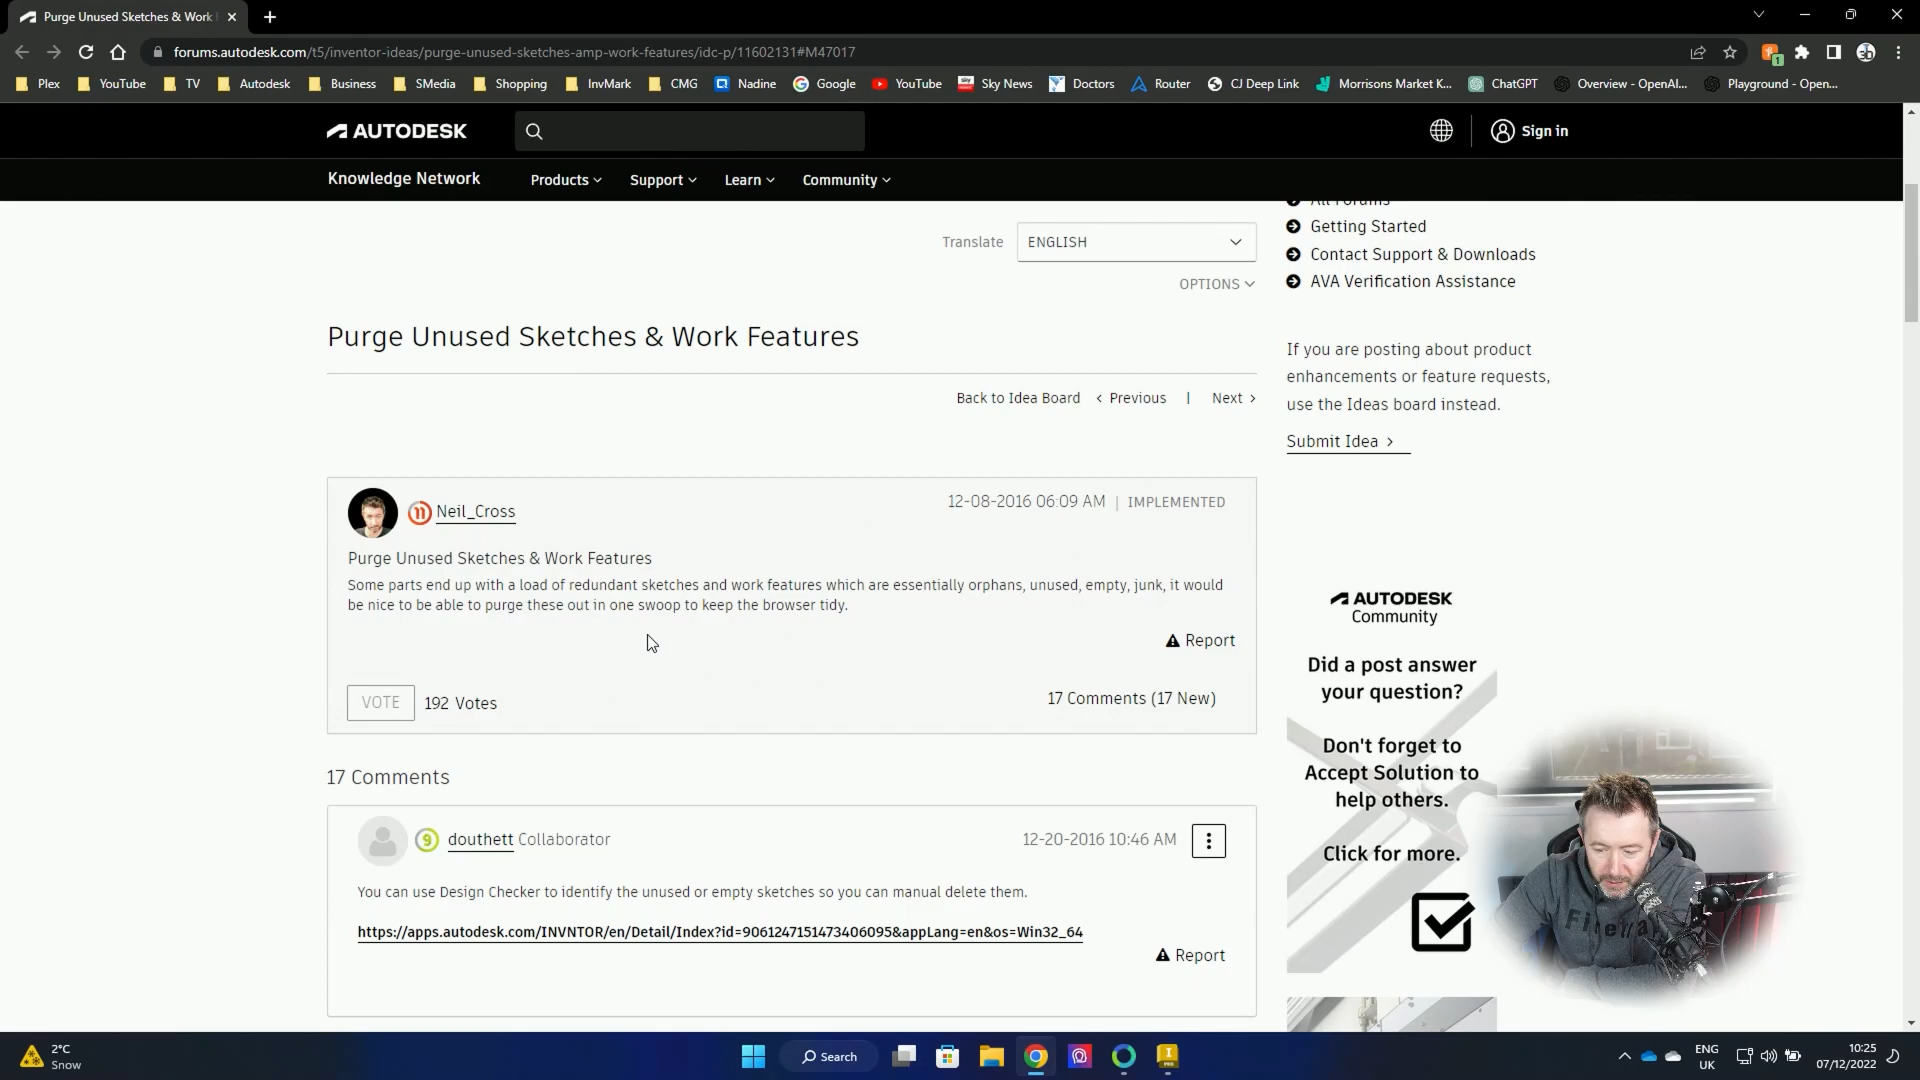 Purge Unused Sketches & Work
forums.autodesk.com/t5/inventor-ideas/purge-unused-sketches-amp-work-features/idc-p/11602131#M47017
Plex YouTube TV Autodesk Business SMedia Shopping InvMark CMG Nadine Google YouTube Sky News Doctors Router CJ Deep Link Morrisons Market K... ChatGPT Overview - OpenAI... Playground - Open...
AUTODESK
Sign in
Knowledge Network Products Support Learn Community
All Forums
Getting Started
Contact Support & Downloads
AVA Verification Assistance
Translate ENGLISH
OPTIONS
If you are posting about product
enhancements or feature requests,
use the Ideas board instead.
Submit Idea >
Purge Unused Sketches & Work Features
Back to Idea Board < Previous | Next >
Neil_Cross
12-08-2016 06:09 AM | IMPLEMENTED
Purge Unused Sketches & Work Features
Some parts end up with a load of redundant sketches and work features which are essentially orphans, unused, empty, junk, it would
be nice to be able to purge these out in one swoop to keep the browser tidy.
Report
VOTE 192 Votes
17 Comments (17 New)
17 Comments
douthett Collaborator
12-20-2016 10:46 AM
You can use Design Checker to identify the unused or empty sketches so you can manual delete them.
https://apps.autodesk.com/INVNTOR/en/Detail/Index?id=9061247151473406095&appLang=en&os=Win32_64
Report
AUTODESK
Community
Did a post answer
your question?
Don't forget to
Accept Solution to
help others.
Click for more.
2°C
Snow
Search
ENG
UK
10:25
07/12/2022